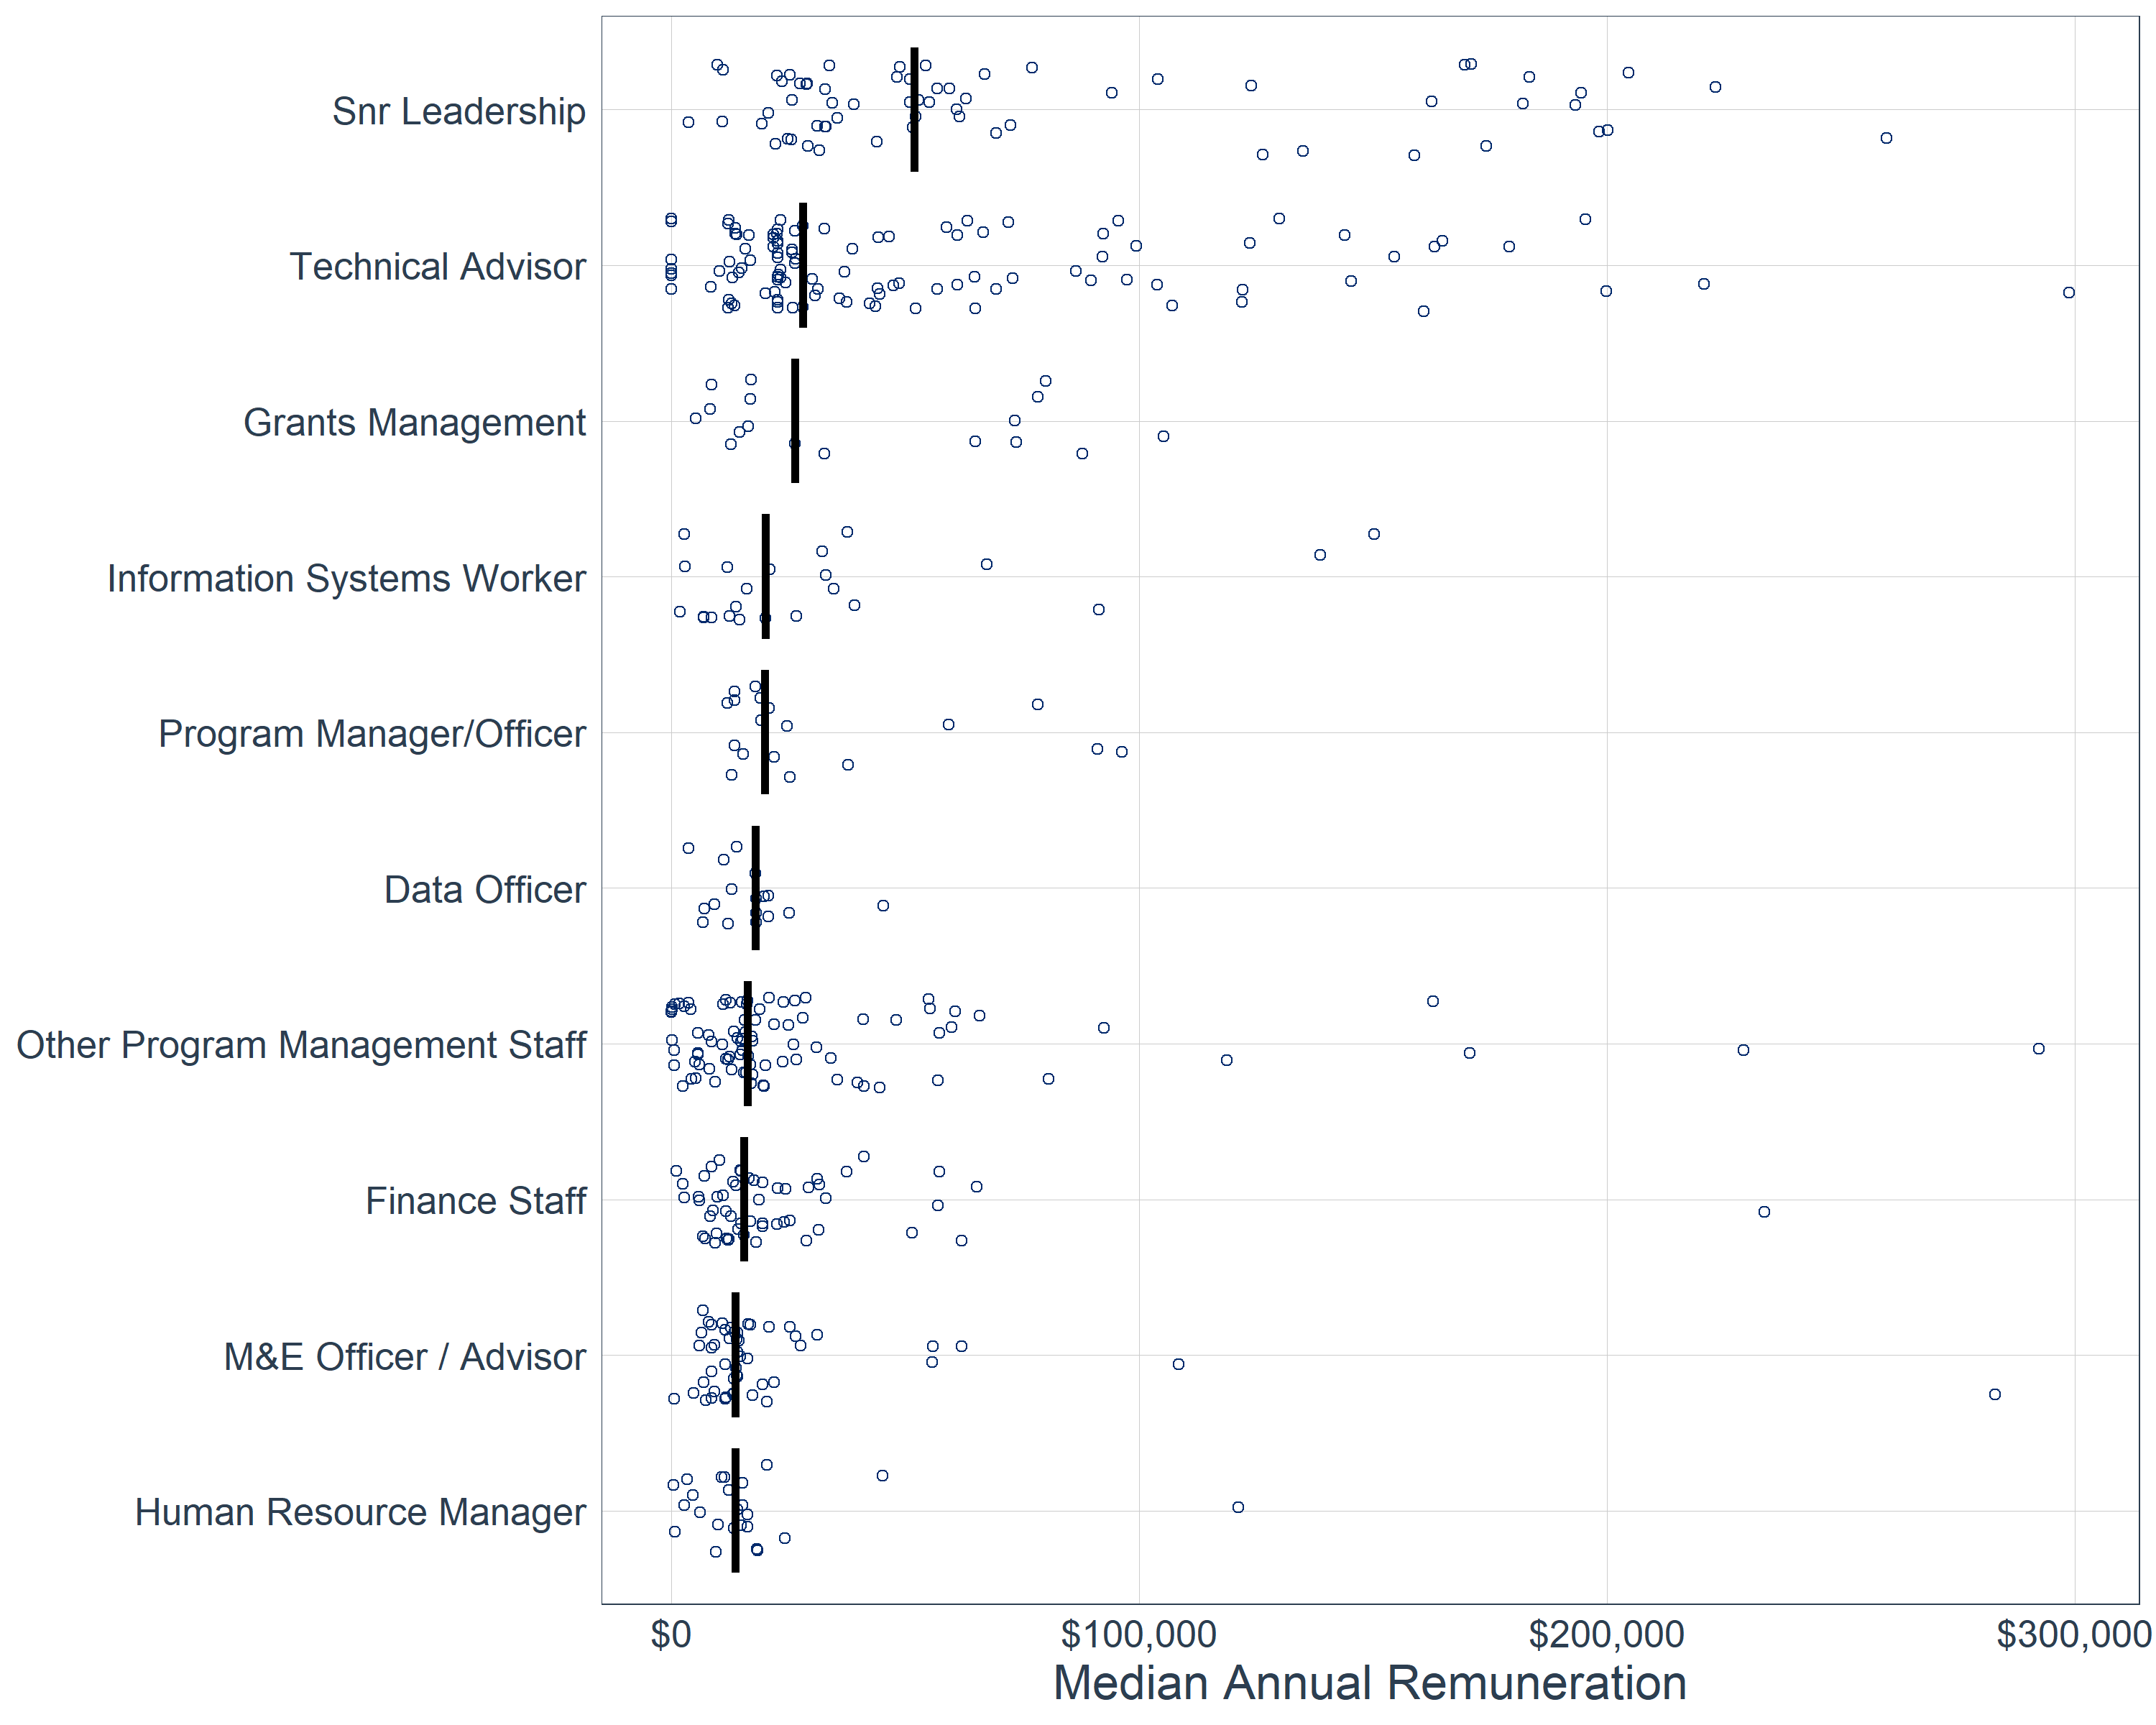 Snr Leadership
Technical Advisor
Grants Management
Information Systems Worker
Program Manager/Officer
Data Officer
Other Program Management Staff
Finance Staff
M&E Officer / Advisor
Human Resource Manager
$0 $100,000 $200,000 $300,000
Median Annual Remuneration